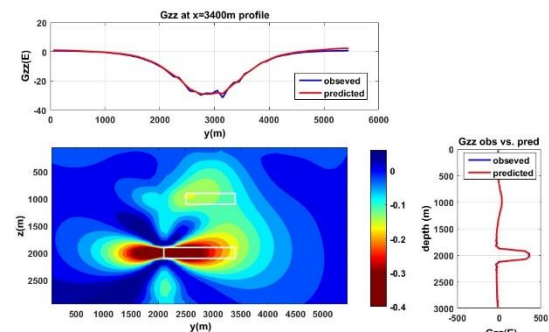 Gzz at x=3400m profile
20
0
-20
-40
Gzz(E)
obseved
predicted
0 1000 2000 3000 4000 5000 6000
y(m)
500
1000
1500
2000
2500
z(m)
500 1000 1500 2000 2500 3000 3500 4000 4500 5000
y(m)
0
-0.1
-0.2
-0.3
-0.4
Gzz obs vs. pred
0
500
1000
1500
2000
2500
3000
depth (m)
obseved
predicted
-500 0 500
Gzz(E)